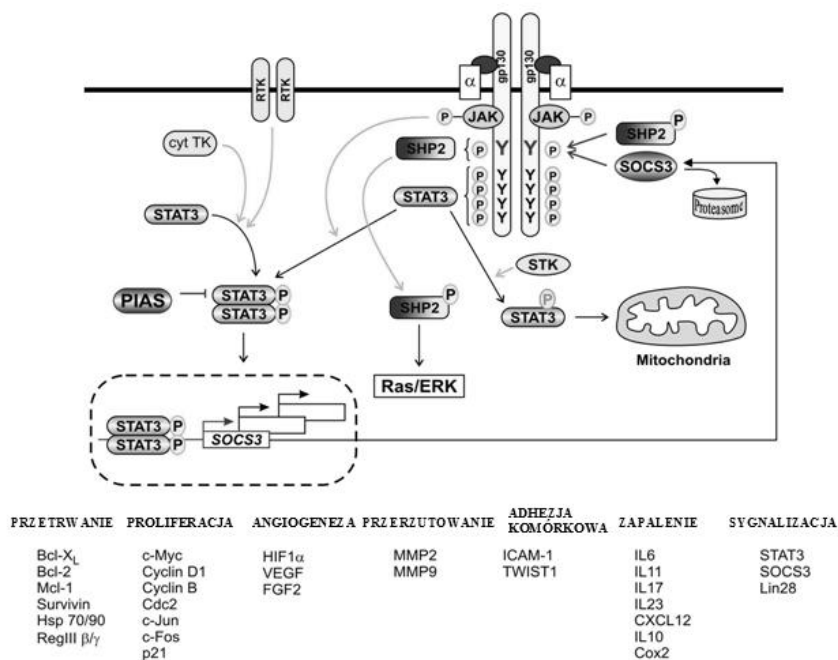 gp130
gp130
α
α
RTK
RTK
P
JAK
JAK
P
cyt TK
SHP2
P
Y
Y
P
SHP2
P
SOCS3
Proteasome
STAT3
STAT3
P
Y
Y
P
P
Y
Y
P
P
Y
Y
P
P
Y
Y
P
STK
PIAS
STAT3
P
STAT3
P
SHP2
P
P
STAT3
Mitochondria
Ras/ERK
STAT3
P
STAT3
P
SOCS3
PRZETRWANIE PROLIFERACJA ANGIOGENEZA PRZERZUTOWANIE ADHEZJA KOMÓRKOWA ZAPALENIE SYGNALIZACJA
Bcl-XL c-Myc HIF1α MMP2 ICAM-1 IL6 STAT3
Bcl-2 Cyclin D1 VEGF MMP9 TWIST1 IL11 SOCS3
Mcl-1 Cyclin B FGF2 IL17 Lin28
Survivin Cdc2 IL23
Hsp 70/90 c-Jun CXCL12
RegIII β/γ c-Fos IL10
p21 Cox2